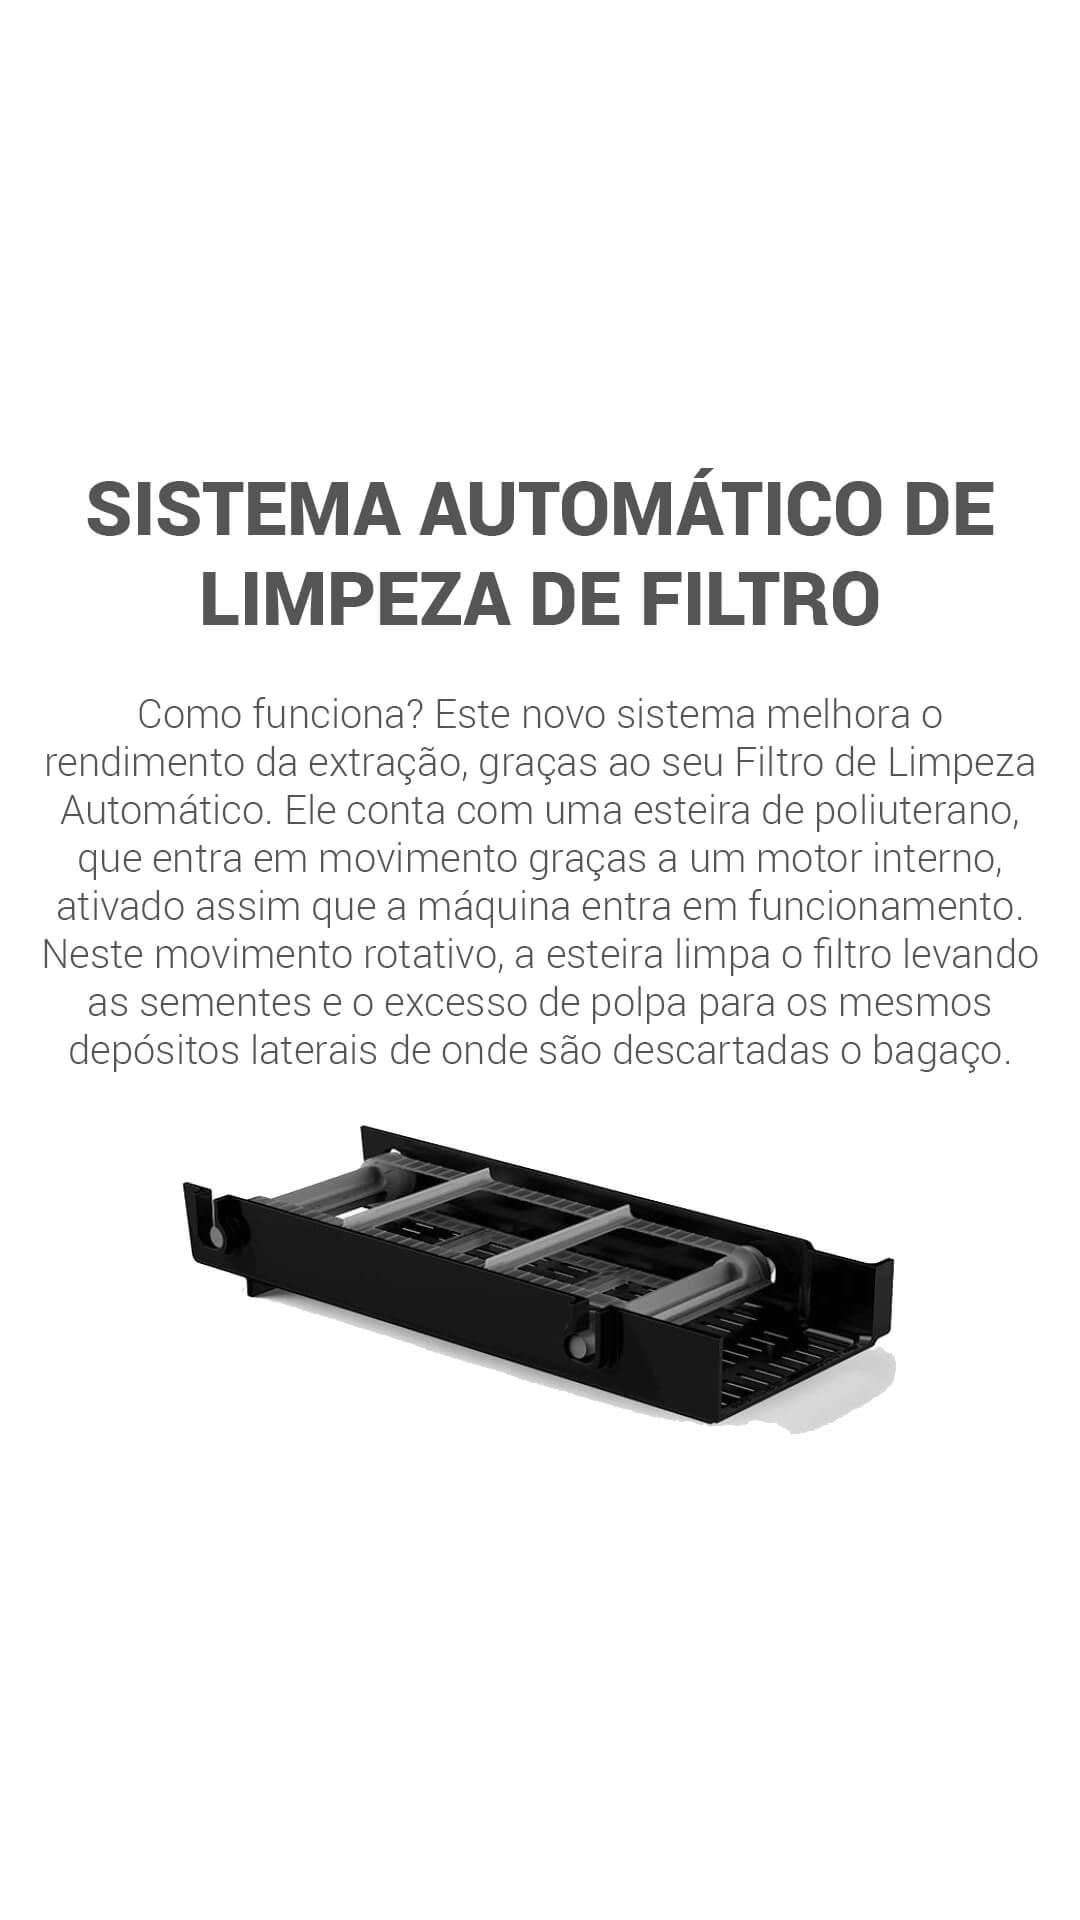 SISTEMA AUTOMÁTICO DE
LIMPEZA DE FILTRO
Como funciona? Este novo sistema melhora o
rendimento da extração, graças ao seu Filtro de Limpeza
Automático. Ele conta com uma esteira de poliuterano,
que entra em movimento graças a um motor interno,
ativado assim que a máquina entra em funcionamento.
Neste movimento rotativo, a esteira limpa o filtro levando
as sementes e o excesso de polpa para os mesmos
depósitos laterais de onde são descartadas o bagaço.